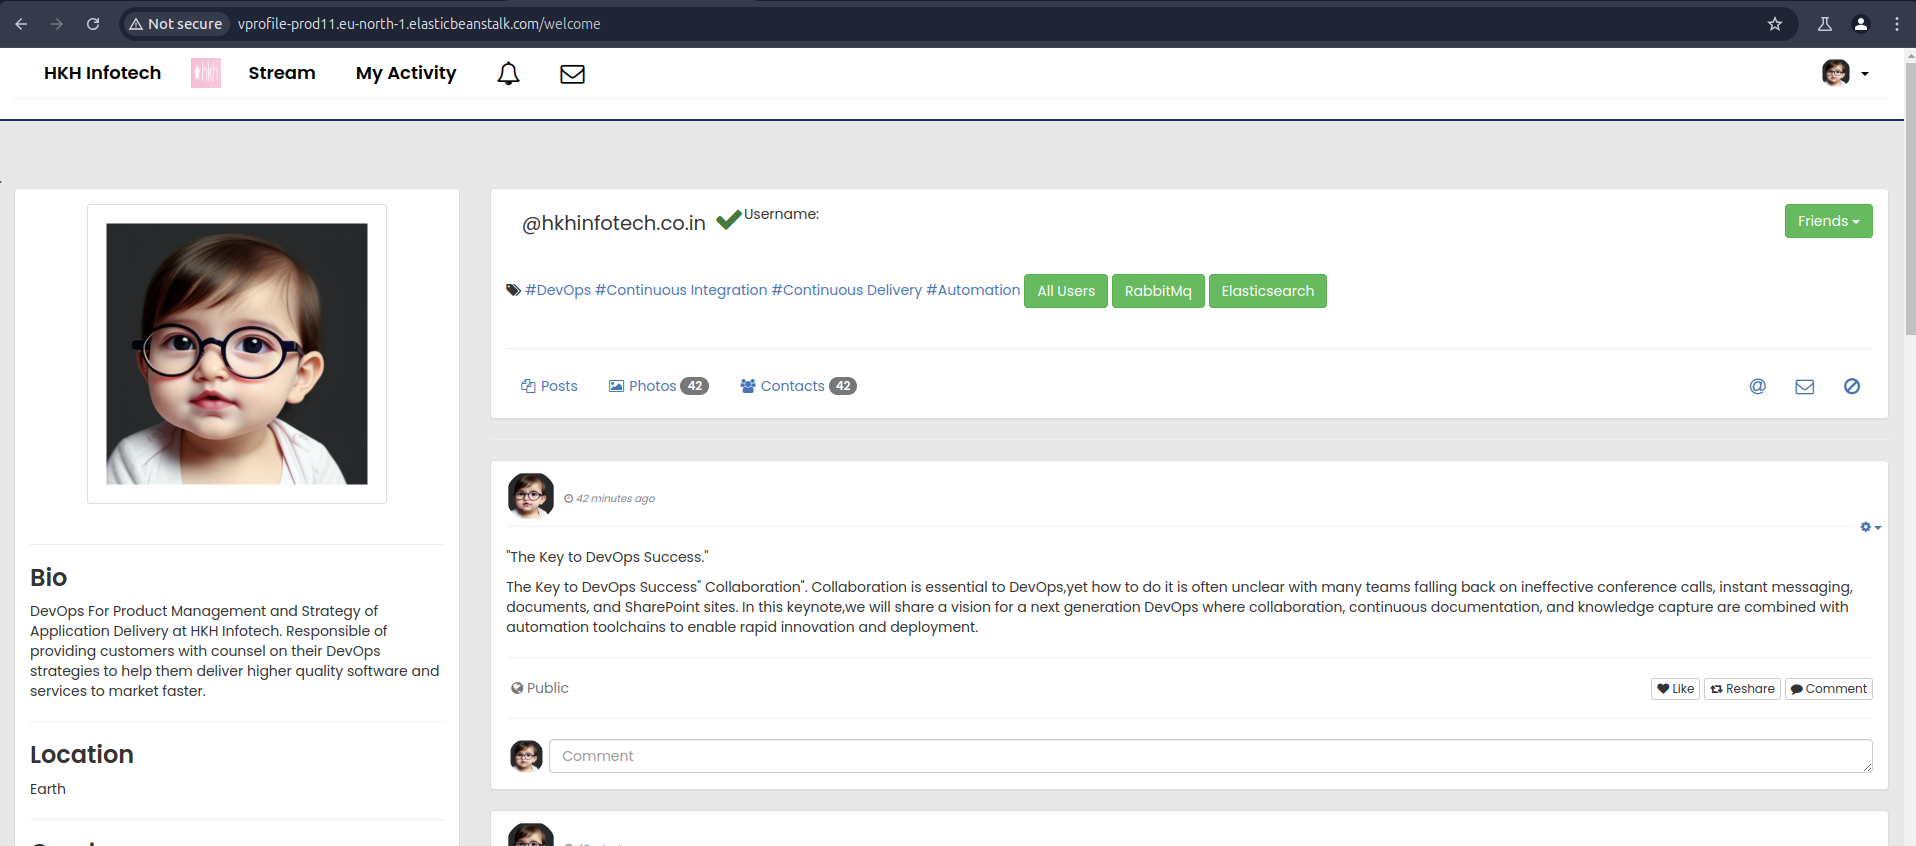 Not secure vprofile-prod11.eu-north-1.elasticbeanstalk.com/welcome
HKH Infotech hkh Stream My Activity
@hkhinfotech.co.in Username: Friends
#DevOps #Continuous Integration #Continuous Delivery #Automation All Users RabbitMq Elasticsearch
Posts Photos 42 Contacts 42 @
42 minutes ago
"The Key to DevOps Success."
The Key to DevOps Success" Collaboration". Collaboration is essential to DevOps,yet how to do it is often unclear with many teams falling back on ineffective conference calls, instant messaging,
documents, and SharePoint sites. In this keynote,we will share a vision for a next generation DevOps where collaboration, continuous documentation, and knowledge capture are combined with
automation toolchains to enable rapid innovation and deployment.
Public Like Reshare Comment
Comment
Bio
DevOps For Product Management and Strategy of
Application Delivery at HKH Infotech. Responsible of
providing customers with counsel on their DevOps
strategies to help them deliver higher quality software and
services to market faster.
Location
Earth